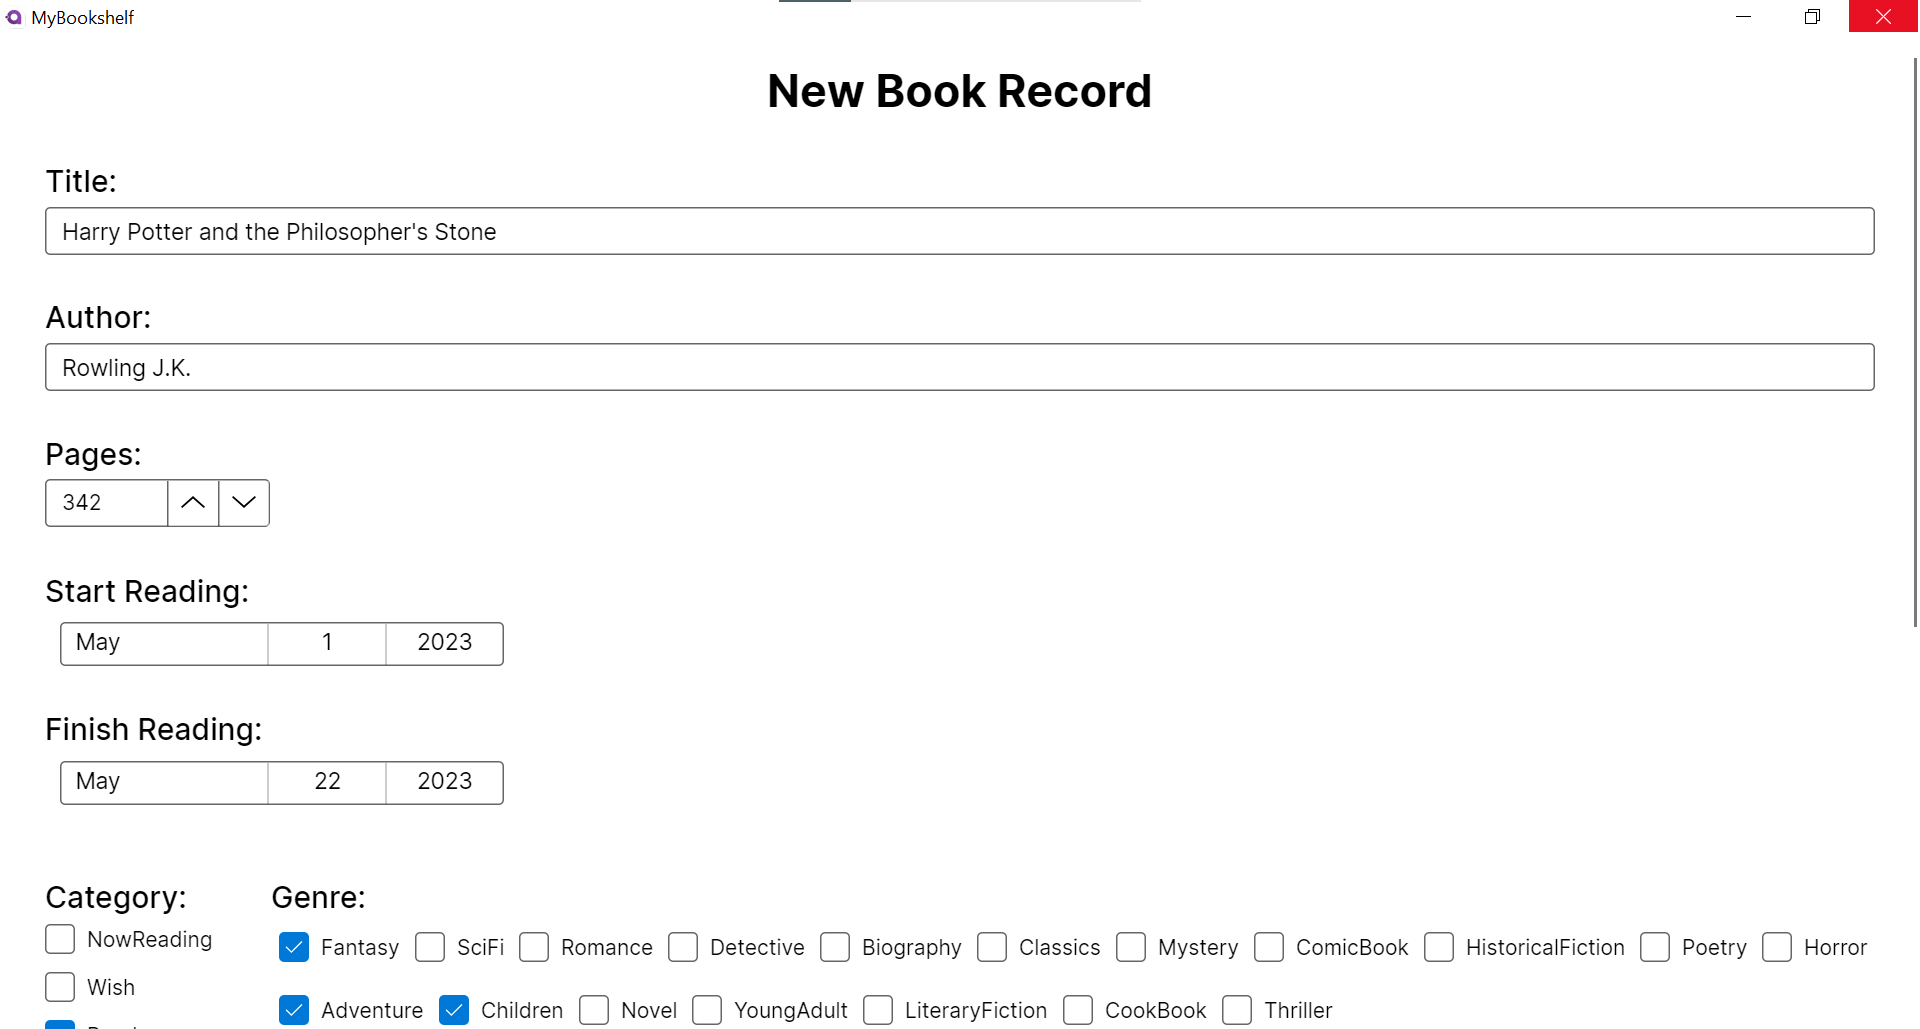 MyBookshelf
New Book Record
Title:
Harry Potter and the Philosopher's Stone
Author:
Rowling J.K.
Pages:
342
Start Reading:
May 1 2023
Finish Reading:
May 22 2023
Category: Genre:
NowReading
Fantasy SciFi Romance Detective Biography Classics Mystery ComicBook HistoricalFiction Poetry Horror
Wish
Adventure Children Novel YoungAdult LiteraryFiction CookBook Thriller